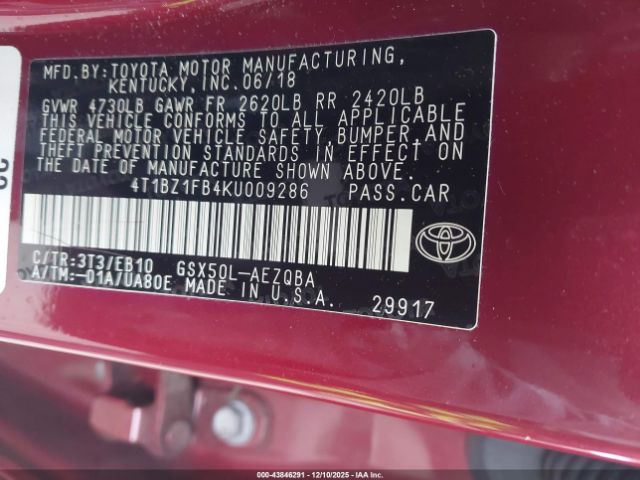 MFD.BY:TOYOTA MOTOR MANUFACTURING,
KENTUCKY, INC.06/18
GVWR 4730LB GAWR FR 2620LB RR 2420LB
THIS VEHICLE CONFORMS TO ALL APPLICABLE
FEDERAL MOTOR VEHICLE SAFETY, BUMPER, AND
THEFT PREVENTION STANDARDS IN EFFECT ON
THE DATE OF MANUFACTURE SHOWN ABOVE.
4T1BZ1FB4KU009286 PASS.CAR
C/TR:3T3/EB10 GSX50L-AEZQBA
A/TM:-01A/UA80E MADE IN U.S.A.
29917
000-43846291 - 12/10/2025 - IAA Inc.